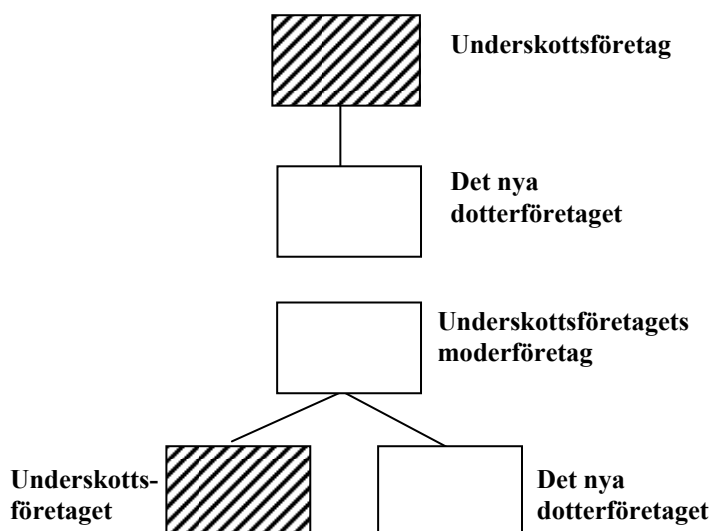 Underskottsföretag
Det nya
dotterföretaget
Underskottsföretagets
moderföretag
Underskotts-
företaget
Det nya
dotterföretaget